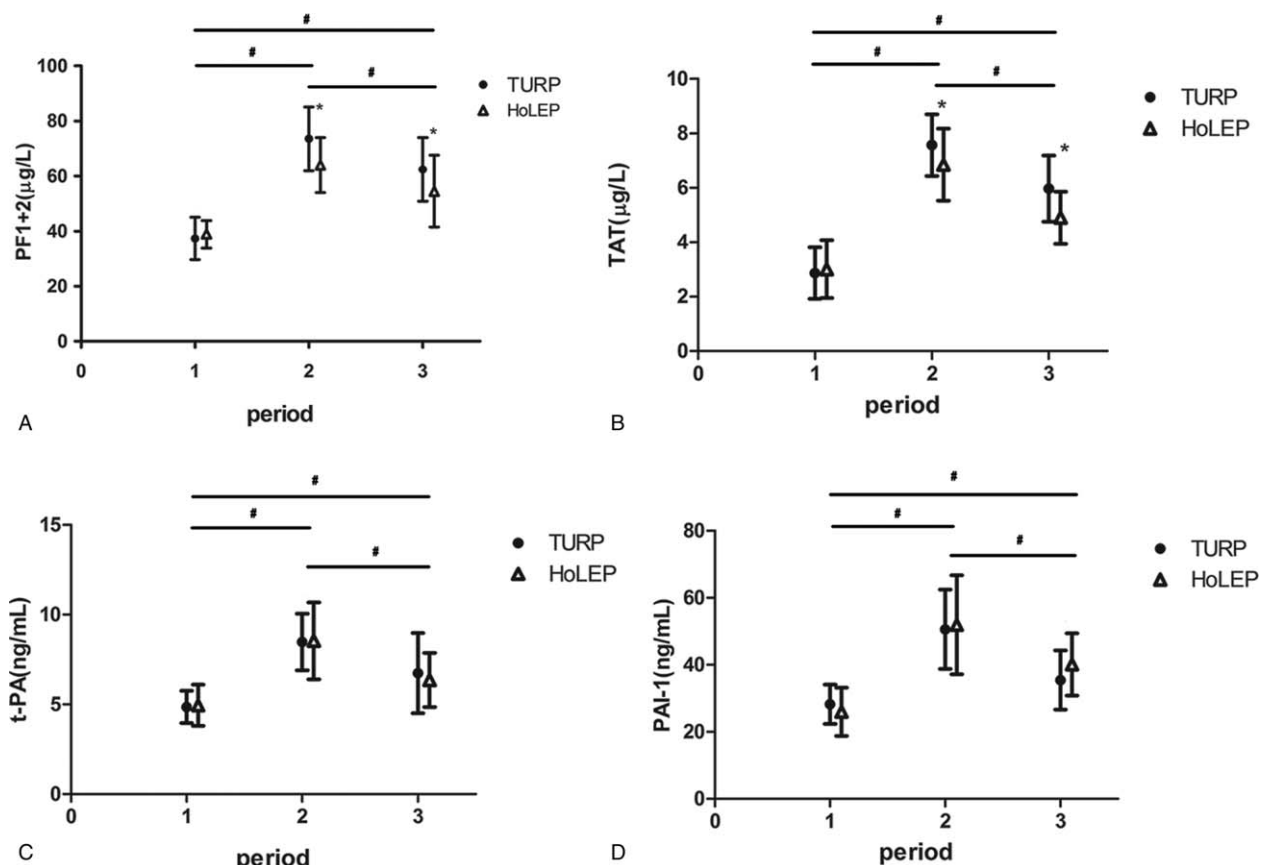 #
#
#
100
80
60
40
20
0
PF1+2(μg/L)
*
*
TURP
HoLEP
0 1 2 3
period
A
#
#
#
10
8
6
4
2
0
TAT(μg/L)
*
*
TURP
HoLEP
0 1 2 3
period
B
#
#
#
15
10
5
0
t-PA(ng/mL)
TURP
HoLEP
0 1 2 3
period
C
#
#
#
80
60
40
20
0
PAI-1(ng/mL)
TURP
HoLEP
0 1 2 3
period
D